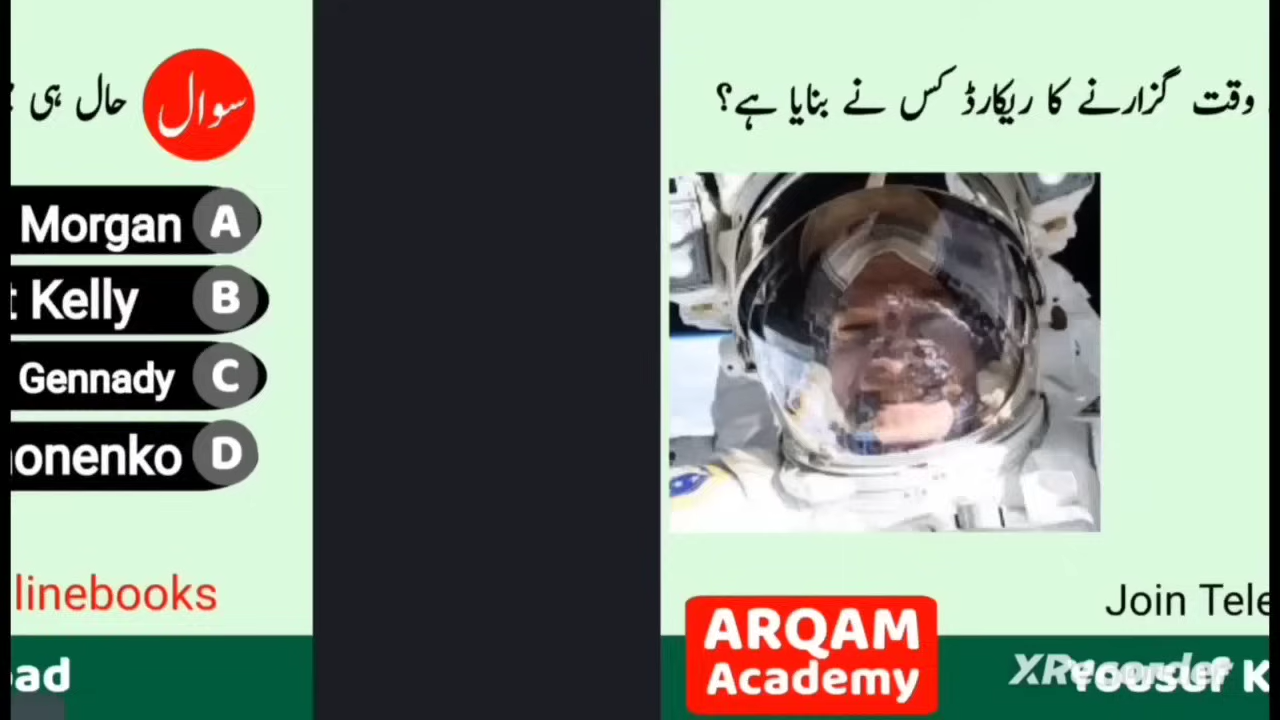 سوال حال ہی
Morgan A
Kelly B
Gennady C
onenko D
linebooks
وقت گزارنے کا ریکارڈ کس نے بنایا ہے؟
Join Tele
ARQAM
Academy
XRecorder
Yousuf K